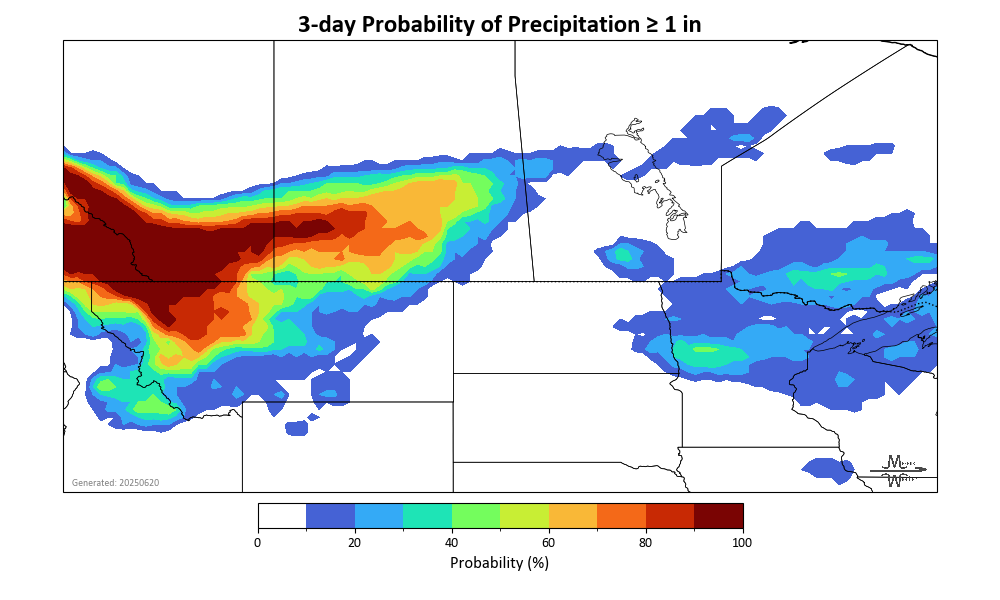 3-day Probability of Precipitation ≥ 1 in
Generated: 20250620
0 20 40 60 80 100
Probability (%)